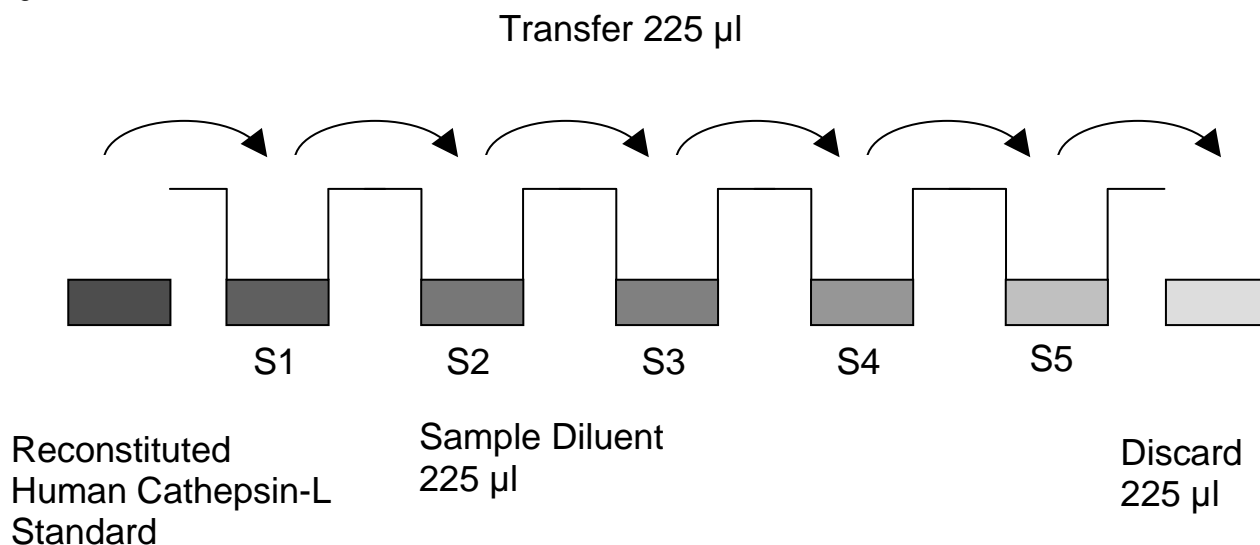 Transfer 225 µl
S1
S2
S3
S4
S5
Reconstituted
Human Cathepsin-L
Standard
Sample Diluent
225 µl
Discard
225 µl